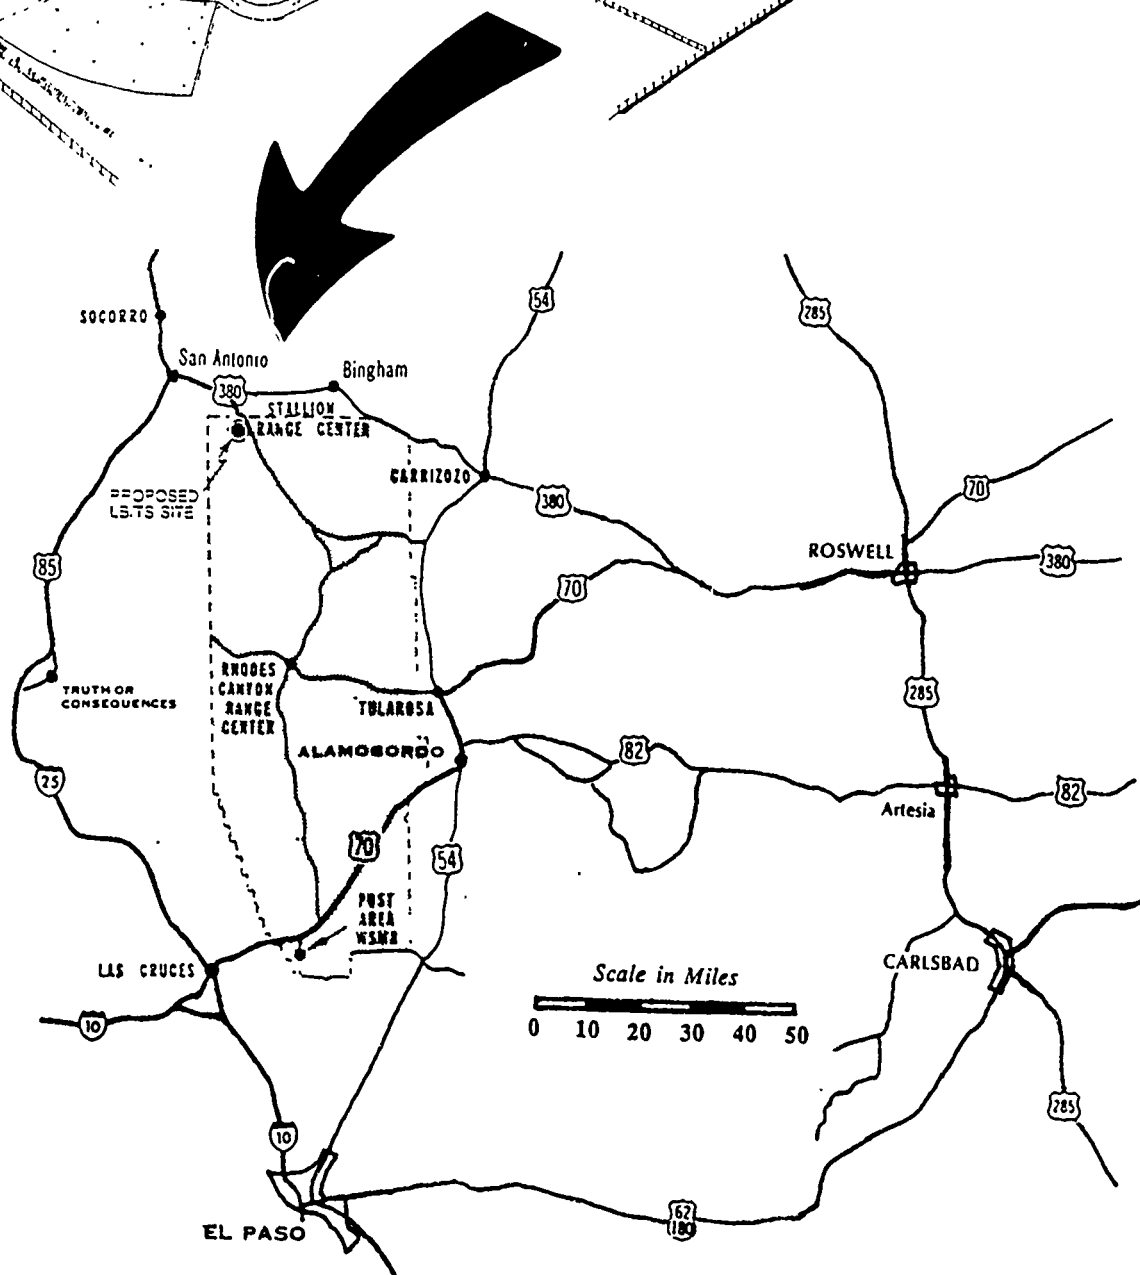 54
285
SOCORRO
San Antonio
Bingham
380
STALLION
RANGE CENTER
CARRIZOZO
70
380
PROPOSED
LBTS SITE
ROSWELL
380
85
70
RHODES
CANYON
RANGE
CENTER
TRUTH OR
CONSEQUENCES
285
TULAROSA
ALAMOGORDO
82
25
82
Artesia
70
54
POST
AREA
WSMR
LAS CRUCES
CARLSBAD
Scale in Miles
0 10 20 30 40 50
10
285
10
62
180
EL PASO